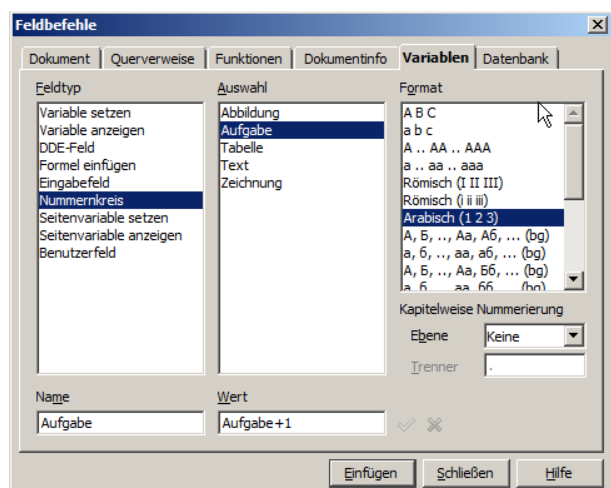 Feldbefehle
Dokument Querverweise Funktionen Dokumentinfo Variablen Datenbank
Feldtyp
Variable setzen
Variable anzeigen
DDE-Feld
Formel einfügen
Eingabefeld
Nummernkreis
Seitenvariable setzen
Seitenvariable anzeigen
Benutzerfeld
Auswahl
Abbildung
Aufgabe
Tabelle
Text
Zeichnung
Format
A B C
a b c
A .. AA .. AAA
a .. aa .. aaa
Römisch (I II III)
Römisch (i ii iii)
Arabisch (1 2 3)
А, Б, .., Аа, Аб, ... (bg)
а, б, .., аа, аб, ... (bg)
А, Б, .., Аа, Бб, ... (bg)
а, б, .., аа, бб, ... (bg)
Kapitelweise Nummerierung
Ebene Keine
Trenner .
Name
Aufgabe
Wert
Aufgabe+1
Einfügen Schließen Hilfe